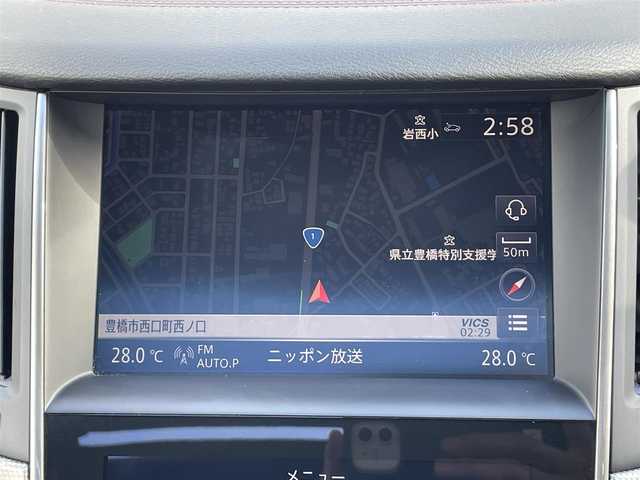 岩西小
2:58
1
県立豊橋特別支援学
50m
豊橋市西口町西ノ口
VICS
02:29
28.0 ℃
FM
AUTO.P
ニッポン放送
28.0 ℃
メニュー